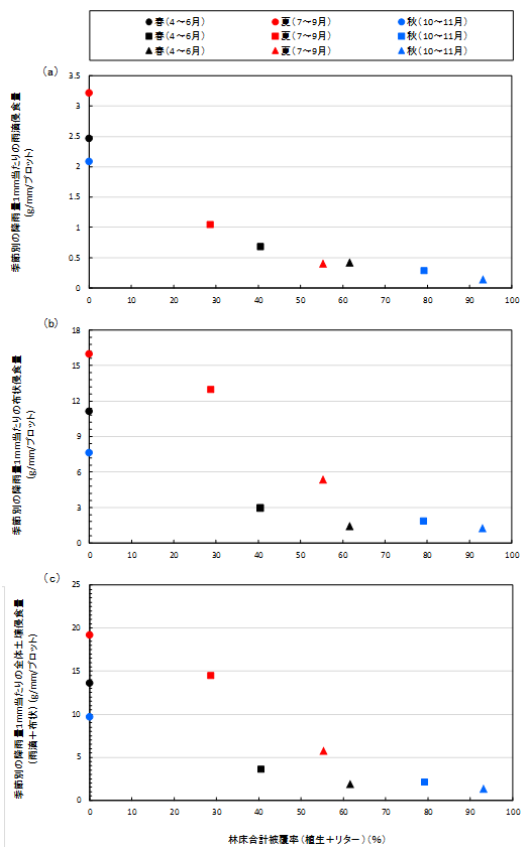 春(4～6月) 夏(7～9月) 秋(10～11月)
春(4～6月) 夏(7～9月) 秋(10～11月)
春(4～6月) 夏(7～9月) 秋(10～11月)
(a)
季節別の降雨量1mm当たりの雨滴侵食量
(g/mm/プロット)
3.5
3
2.5
2
1.5
1
0.5
0
0 10 20 30 40 50 60 70 80 90 100
(b)
季節別の降雨量1mm当たりの布状侵食量
(g/mm/プロット)
18
15
12
9
6
3
0
0 10 20 30 40 50 60 70 80 90 100
(c)
季節別の降雨量1mm当たりの全体土壌侵食量
(雨滴+布状)(g/mm/プロット)
25
20
15
10
5
0
0 10 20 30 40 50 60 70 80 90 100
林床合計被覆率(植生+リター)(%)